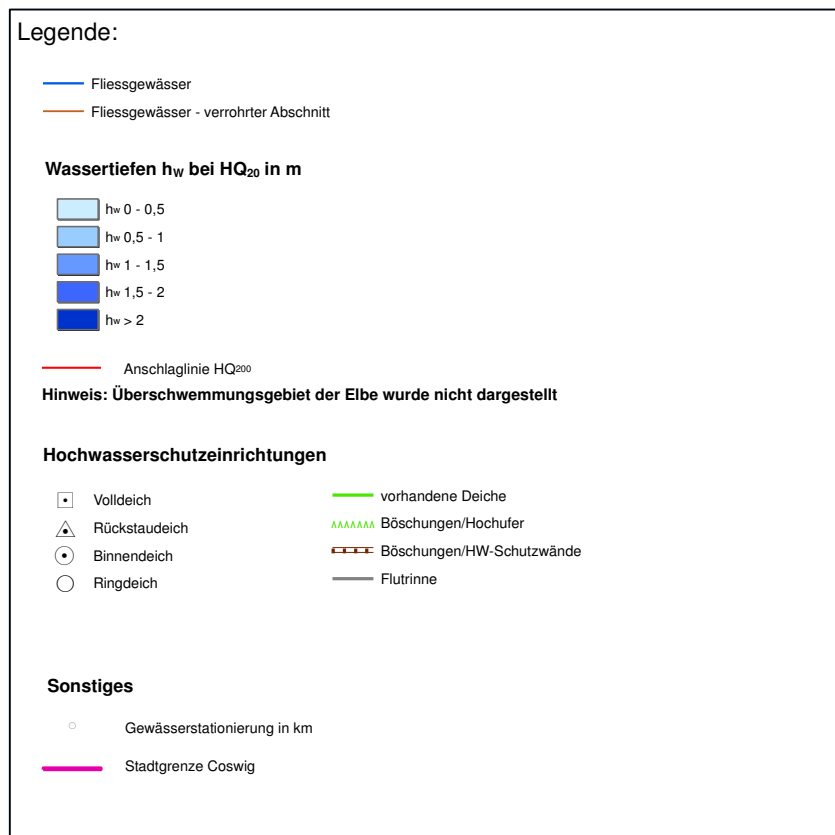 Legende:
Fliessgewässer
Fliessgewässer - verrohrter Abschnitt
Wassertiefen hW bei HQ20 in m
hw 0 - 0,5
hw 0,5 - 1
hw 1 - 1,5
hw 1,5 - 2
hw > 2
Anschlaglinie HQ200
Hinweis: Überschwemmungsgebiet der Elbe wurde nicht dargestellt
Hochwasserschutzeinrichtungen
Volldeich
Rückstaudeich
Binnendeich
Ringdeich
vorhandene Deiche
Böschungen/Hochufer
Böschungen/HW-Schutzwände
Flutrinne
Sonstiges
Gewässerstationierung in km
Stadtgrenze Coswig